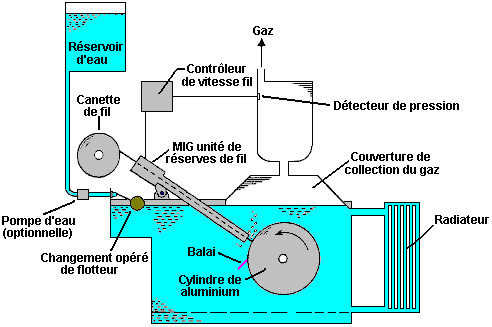 Gaz
Réservoir
d'eau
Contrôleur
de vitesse fil
Canette
de fil
Détecteur de pression
MIG unité de
réserves de fil
Couverture de
collection du gaz
Pompe d'eau
(optionnelle)
Radiateur
Changement opéré
de flotteur
Balai
Cylindre de
aluminium